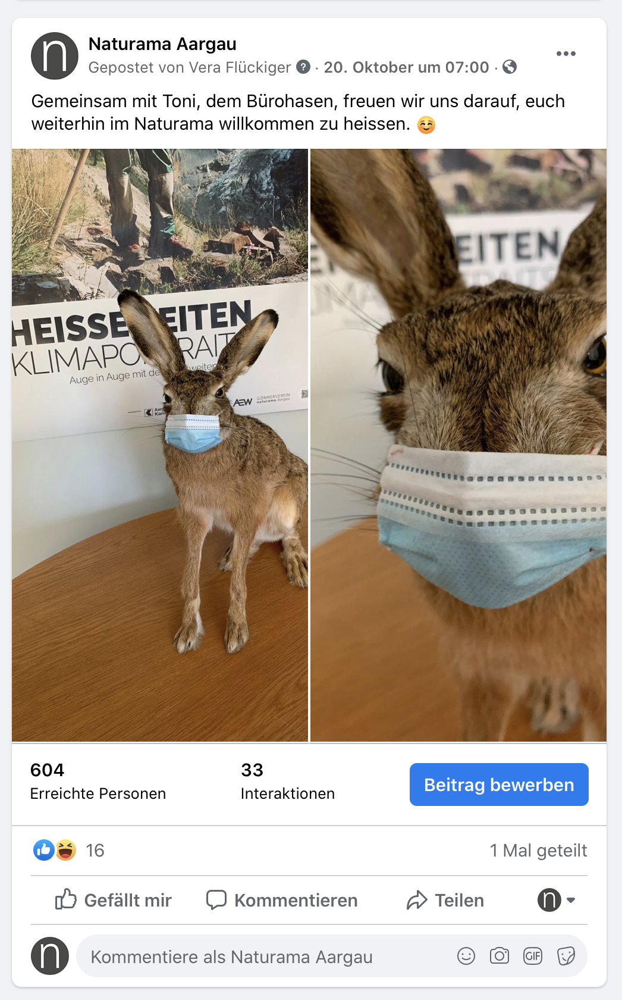 n
Naturama Aargau
Gepostet von Vera Flückiger ? · 20. Oktober um 07:00 ·
Gemeinsam mit Toni, dem Bürohasen, freuen wir uns darauf, euch
weiterhin im Naturama willkommen zu heissen.
HEISSE EITEN
KLIMAPO RAIT
Auge in Auge mit de weiten
Aarg
Kan
AEW
GÖNNERVEREIN
naturama Aargau
EITEN
604
Erreichte Personen
33
Interaktionen
Beitrag bewerben
16
1 Mal geteilt
Gefällt mir
Kommentieren
Teilen
n
n
Kommentiere als Naturama Aargau
GIF